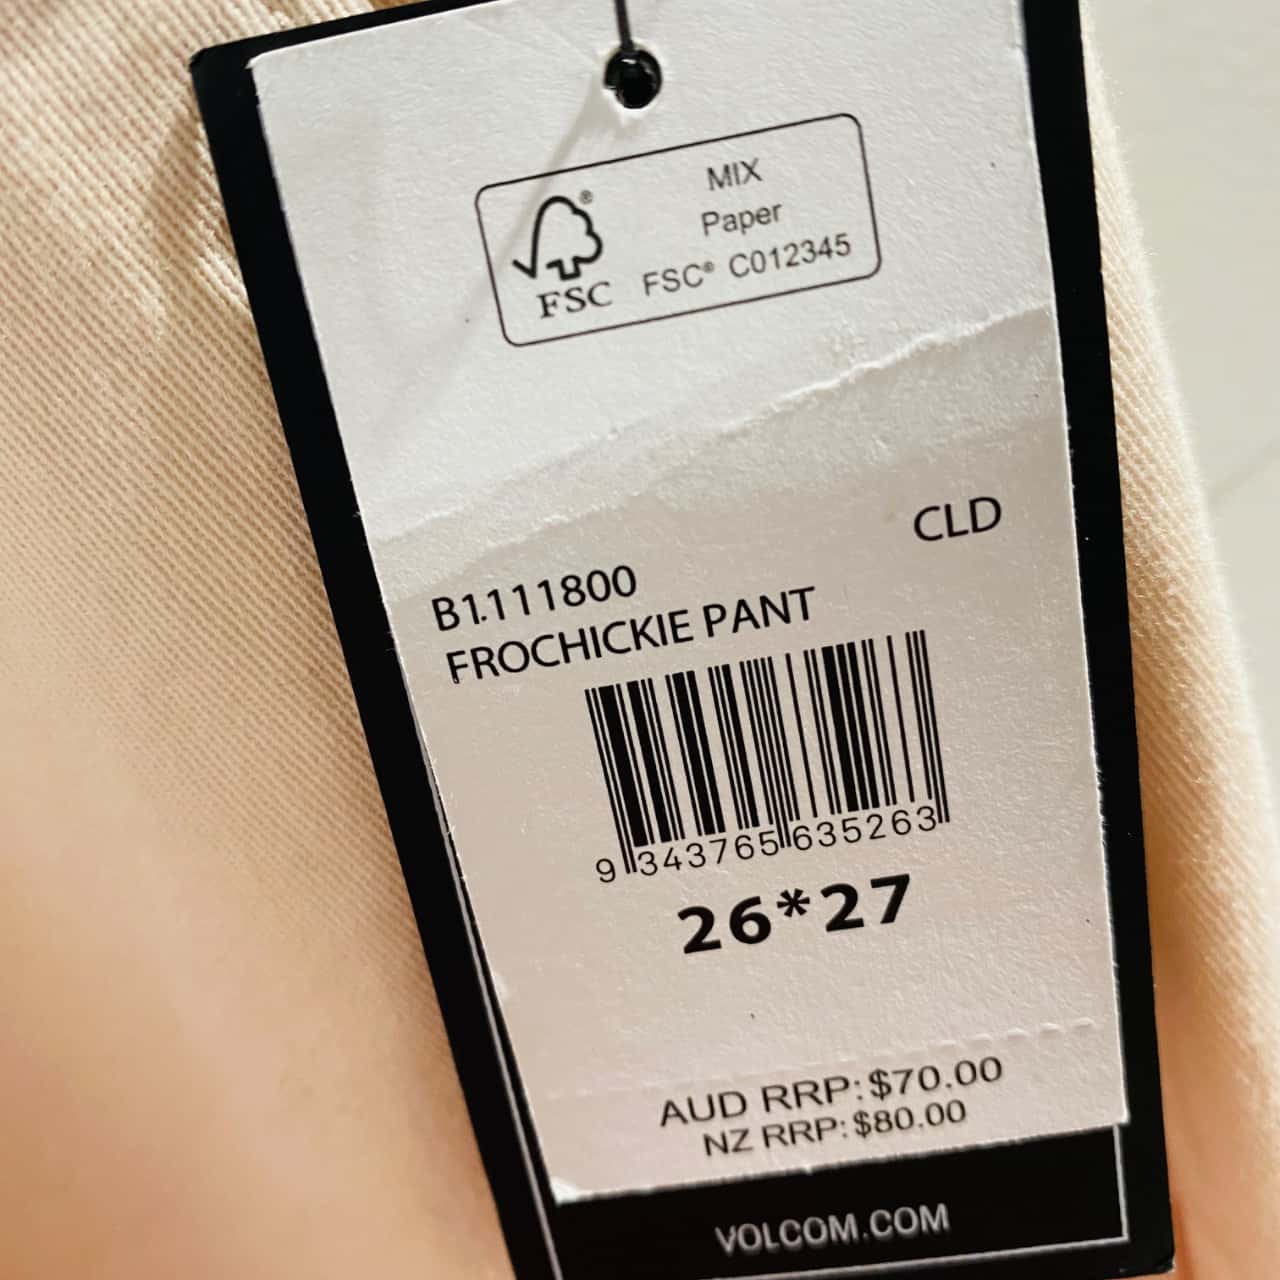 MIX
Paper
FSC® C012345
®
FSC
CLD
B1.111800
FROCHICKIE PANT
9 343765 635263
26*27
AUD RRP: $70.00
NZ RRP: $80.00
VOLCOM.COM